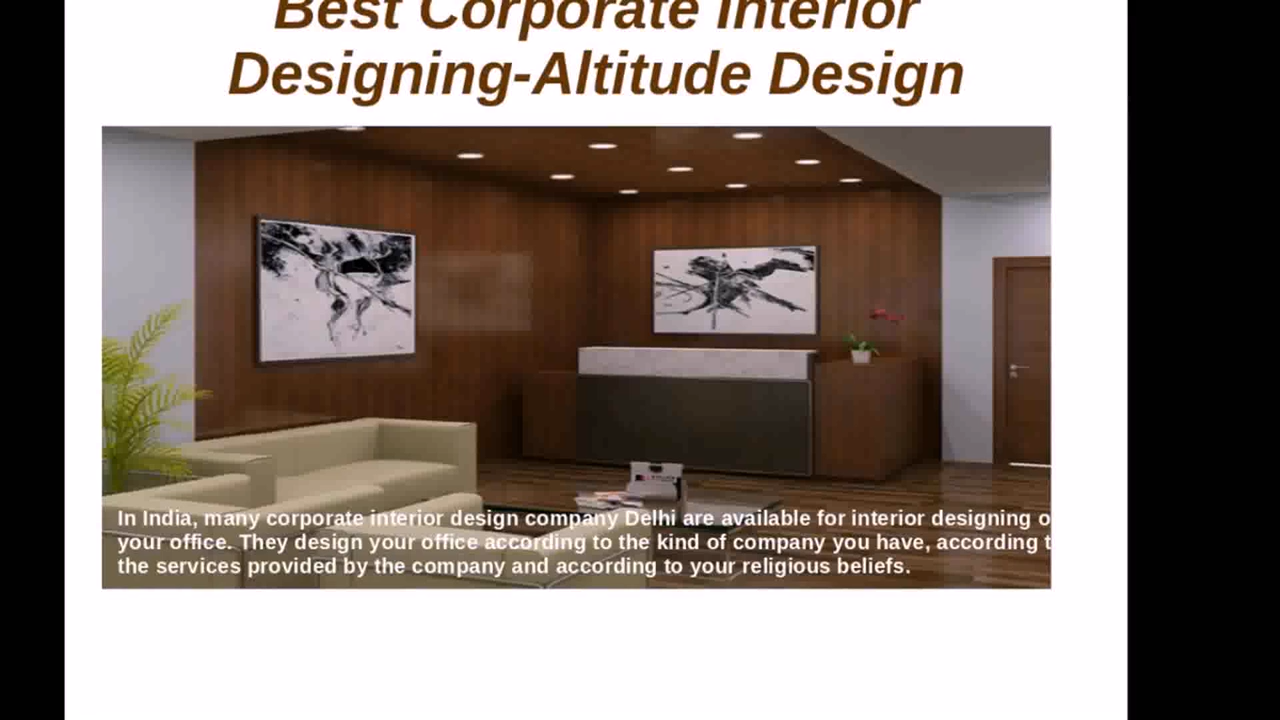 Best Corporate Interior
Designing-Altitude Design
In India, many corporate interior design company Delhi are available for interior designing o
your office. They design your office according to the kind of company you have, according t
the services provided by the company and according to your religious beliefs.